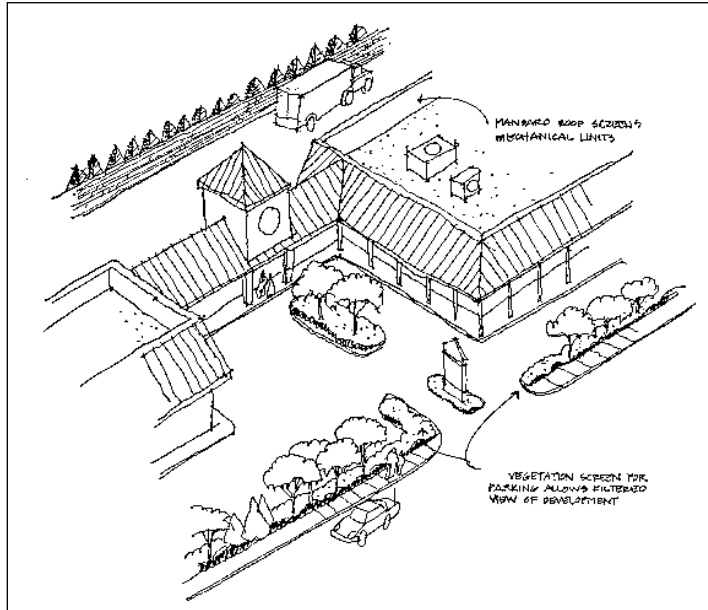 MANSARD ROOF SCREENS
MECHANICAL UNITS
VEGETATION SCREEN FOR
PARKING ALLOWS FILTERED
VIEW OF DEVELOPMENT